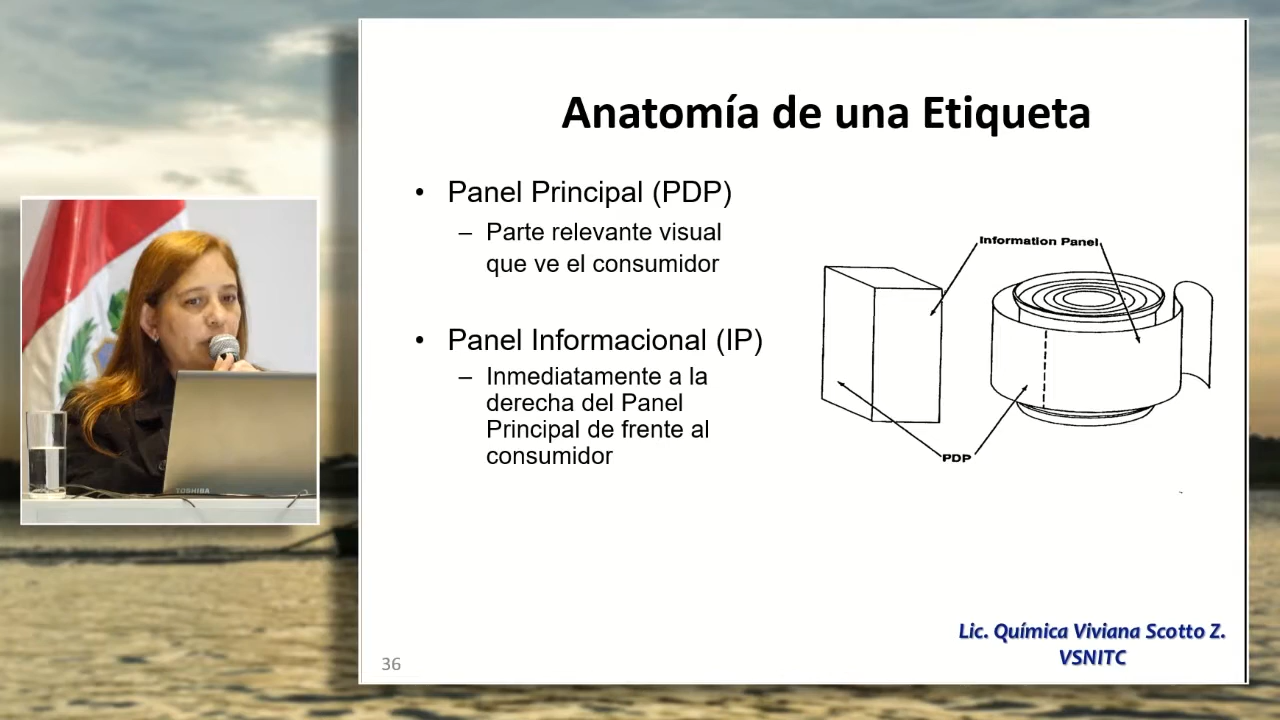 Anatomía de una Etiqueta
• Panel Principal (PDP)
– Parte relevante visual
que ve el consumidor
• Panel Informacional (IP)
– Inmediatamente a la
derecha del Panel
Principal de frente al
consumidor
Information Panel
PDP
Lic. Química Viviana Scotto Z.
VSNITC
36
TOSHIBA